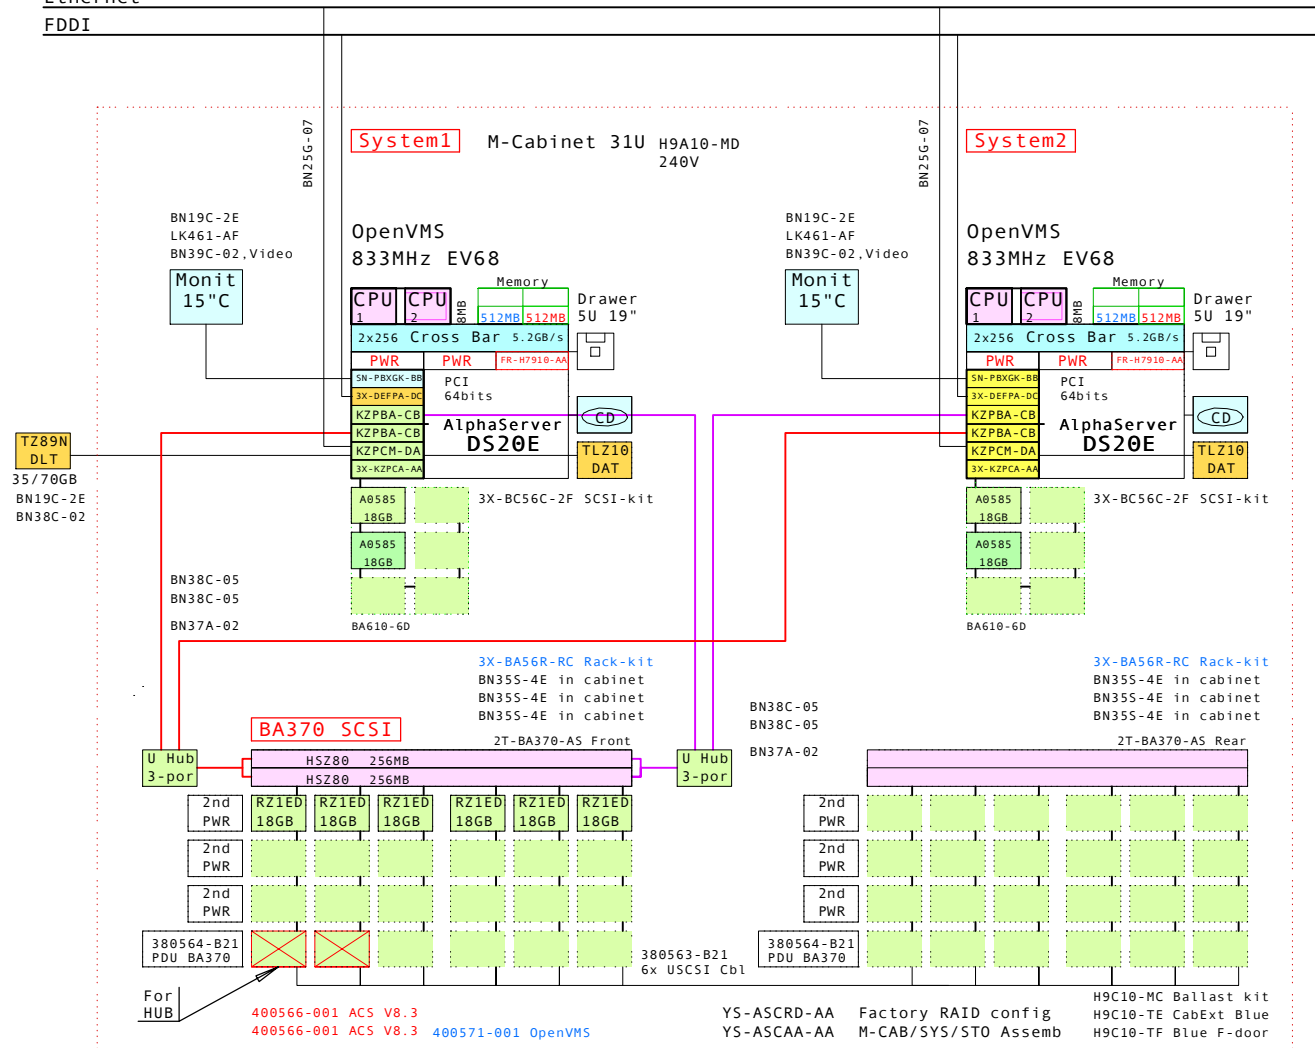 FDDI
BN25G-07
System1
M-Cabinet 31U
H9A10-MD
240V
BN25G-07
System2
BN19C-2E
LK461-AF
BN39C-02,Video
Monit
15"C
OpenVMS
833MHz EV68
Memory
CPU
1
CPU
2
8MB
512MB
512MB
Drawer
5U 19"
2x256 Cross Bar 5.2GB/s
PWR
PWR
FR-H7910-AA
SN-PBXGK-BB
3X-DEFPA-DC
KZPBA-CB
KZPBA-CB
KZPCM-DA
3X-KZPCA-AA
PCI
64bits
AlphaServer
DS20E
CD
TLZ10
DAT
TZ89N
DLT
35/70GB
BN19C-2E
BN38C-02
A0585
18GB
A0585
18GB
3X-BC56C-2F SCSI-kit
BA610-6D
BN19C-2E
LK461-AF
BN39C-02,Video
Monit
15"C
OpenVMS
833MHz EV68
Memory
CPU
1
CPU
2
8MB
512MB
512MB
Drawer
5U 19"
2x256 Cross Bar 5.2GB/s
PWR
PWR
FR-H7910-AA
SN-PBXGK-BB
3X-DEFPA-DC
KZPBA-CB
KZPBA-CB
KZPCM-DA
3X-KZPCA-AA
PCI
64bits
AlphaServer
DS20E
CD
TLZ10
DAT
A0585
18GB
A0585
18GB
3X-BC56C-2F SCSI-kit
BA610-6D
BN38C-05
BN38C-05
BN37A-02
3X-BA56R-RC Rack-kit
BN35S-4E in cabinet
BN35S-4E in cabinet
BN35S-4E in cabinet
BN38C-05
BN38C-05
BN37A-02
3X-BA56R-RC Rack-kit
BN35S-4E in cabinet
BN35S-4E in cabinet
BN35S-4E in cabinet
BA370 SCSI
2T-BA370-AS Front
U Hub
3-por
HSZ80 256MB
HSZ80 256MB
U Hub
3-por
2T-BA370-AS Rear
2nd
PWR
RZ1ED
18GB
RZ1ED
18GB
RZ1ED
18GB
RZ1ED
18GB
RZ1ED
18GB
RZ1ED
18GB
2nd
PWR
2nd
PWR
380564-B21
PDU BA370
380563-B21
6x USCSI Cbl
2nd
PWR
2nd
PWR
2nd
PWR
380564-B21
PDU BA370
For
HUB
400566-001 ACS V8.3
400566-001 ACS V8.3
400571-001 OpenVMS
YS-ASCRD-AA Factory RAID config
YS-ASCAA-AA M-CAB/SYS/STO Assemb
H9C10-MC Ballast kit
H9C10-TE CabExt Blue
H9C10-TF Blue F-door